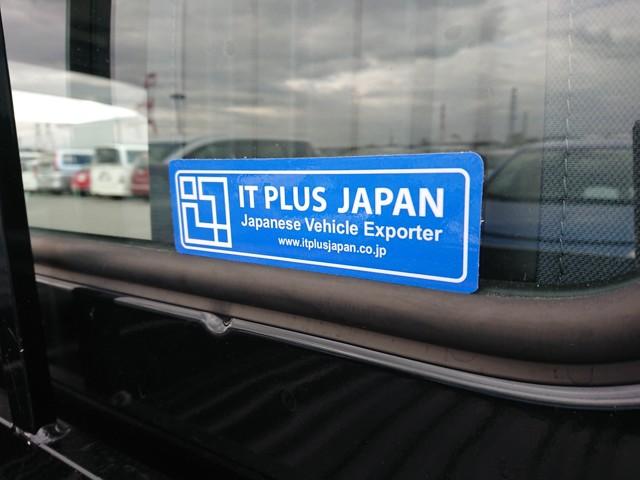 IT PLUS JAPAN
Japanese Vehicle Exporter
www.itplusjapan.co.jp